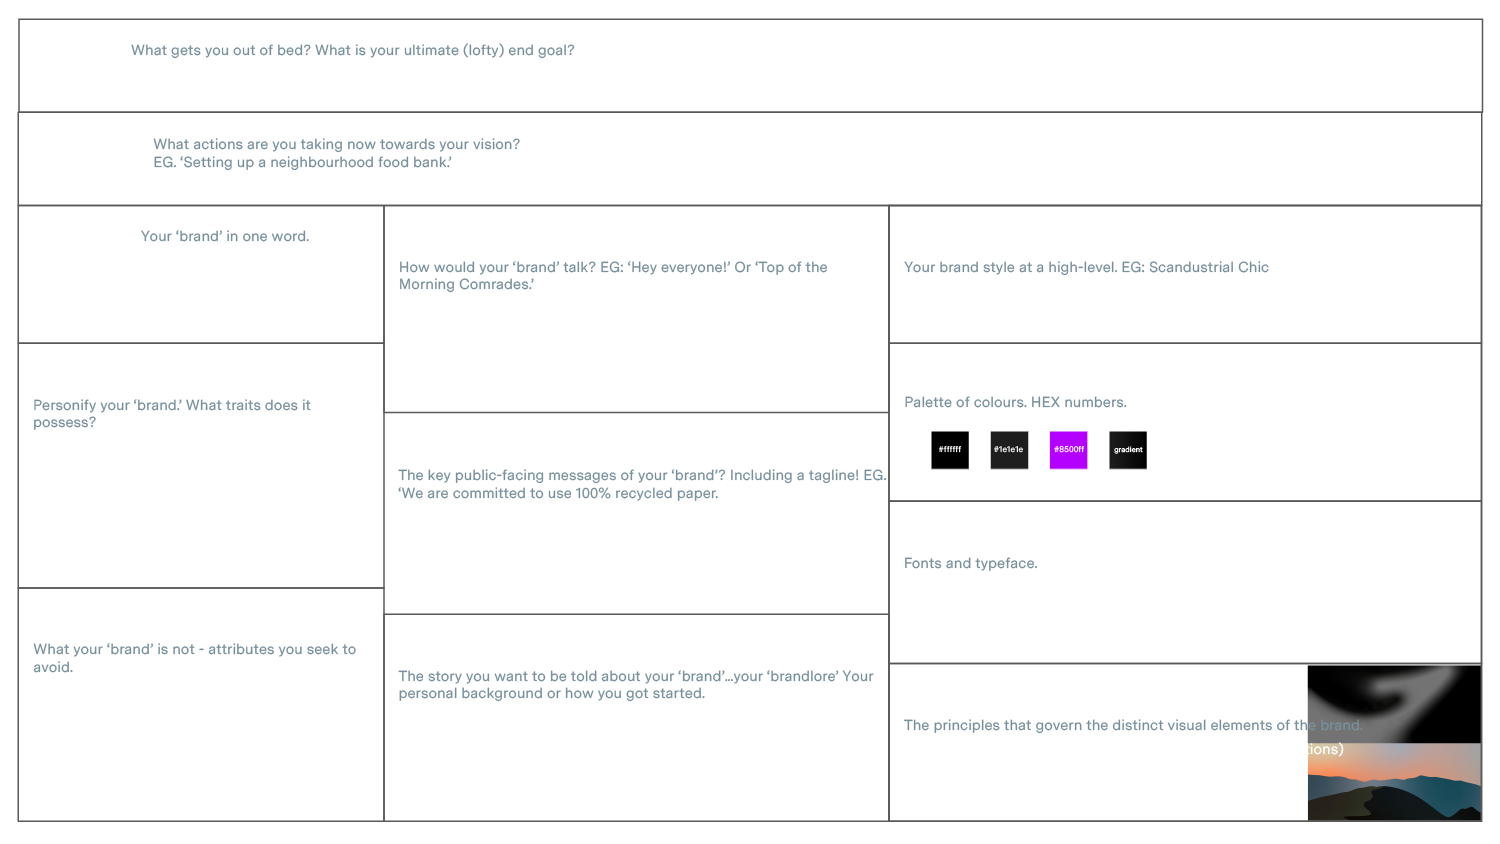 What gets you out of bed? What is your ultimate (lofty) end goal?
What actions are you taking now towards your vision?
EG. ‘Setting up a neighbourhood food bank.’
Your ‘brand’ in one word.
Personify your ‘brand.’ What traits does it
possess?
What your ‘brand’ is not - attributes you seek to
avoid.
How would your ‘brand’ talk? EG: ‘Hey everyone!’ Or ‘Top of the
Morning Comrades.’
The key public-facing messages of your ‘brand’? Including a tagline! EG.
‘We are committed to use 100% recycled paper.
The story you want to be told about your ‘brand’...your ‘brandlore’ Your
personal background or how you got started.
Your brand style at a high-level. EG: Scandustrial Chic
Palette of colours. HEX numbers.
#ffffff #1e1e1e #8500ff gradient
Fonts and typeface.
The principles that govern the distinct visual elements of the brand.
tions)